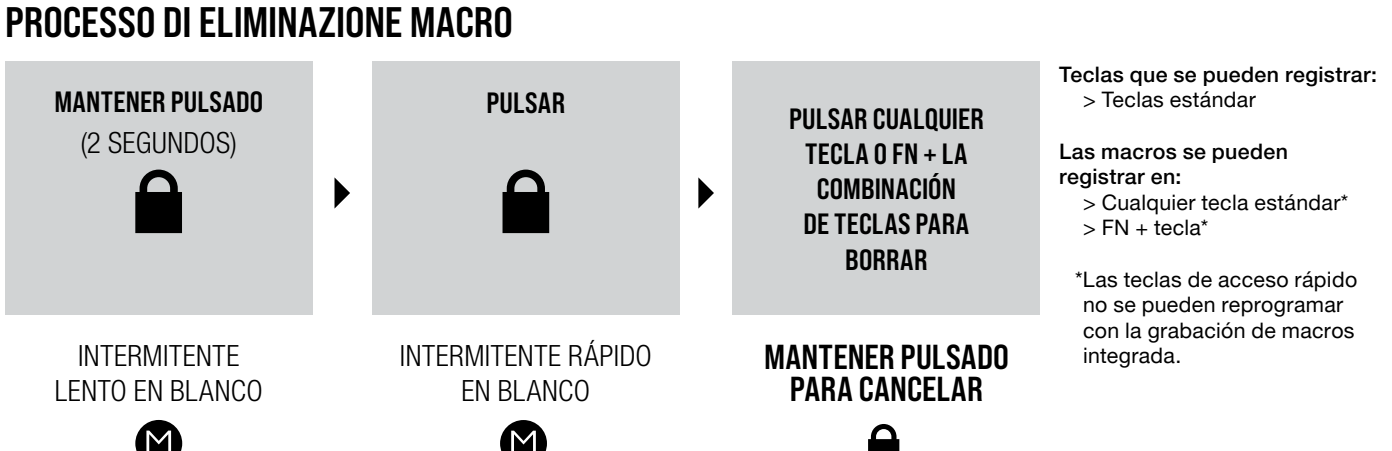 PROCESSO DI ELIMINAZIONE MACRO
MANTENER PULSADO
(2 SEGUNDOS)
INTERMITENTE
LENTO EN BLANCO
M
PULSAR
INTERMITENTE RÁPIDO
EN BLANCO
M
PULSAR CUALQUIER
TECLA O FN + LA
COMBINACIÓN
DE TECLAS PARA
BORRAR
MANTENER PULSADO
PARA CANCELAR
Teclas que se pueden registrar:
> Teclas estándar
Las macros se pueden
registrar en:
> Cualquier tecla estándar*
> FN + tecla*
*Las teclas de acceso rápido
no se pueden reprogramar
con la grabación de macros
integrada.